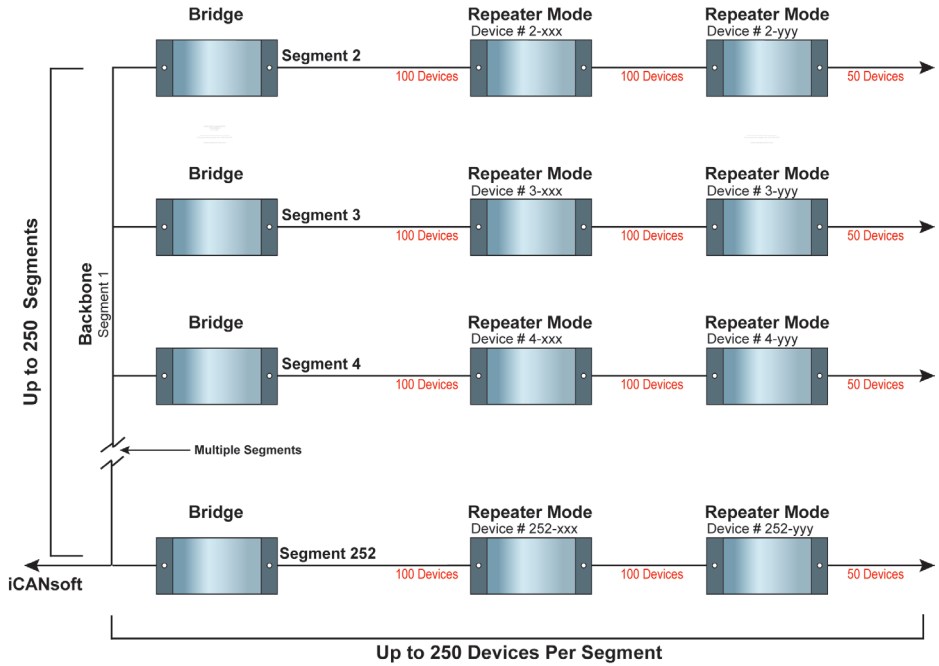 Bridge
Repeater Mode
Device # 2-xxx
Repeater Mode
Device # 2-yyy
Segment 2
100 Devices
100 Devices
50 Devices
Bridge
Repeater Mode
Device # 3-xxx
Repeater Mode
Device # 3-yyy
Segment 3
100 Devices
100 Devices
50 Devices
Up to 250 Segments
Backbone
Segment 1
Bridge
Repeater Mode
Device # 4-xxx
Repeater Mode
Device # 4-yyy
Segment 4
100 Devices
100 Devices
50 Devices
Multiple Segments
Bridge
Repeater Mode
Device # 252-xxx
Repeater Mode
Device # 252-yyy
Segment 252
100 Devices
100 Devices
50 Devices
iCANsoft
Up to 250 Devices Per Segment